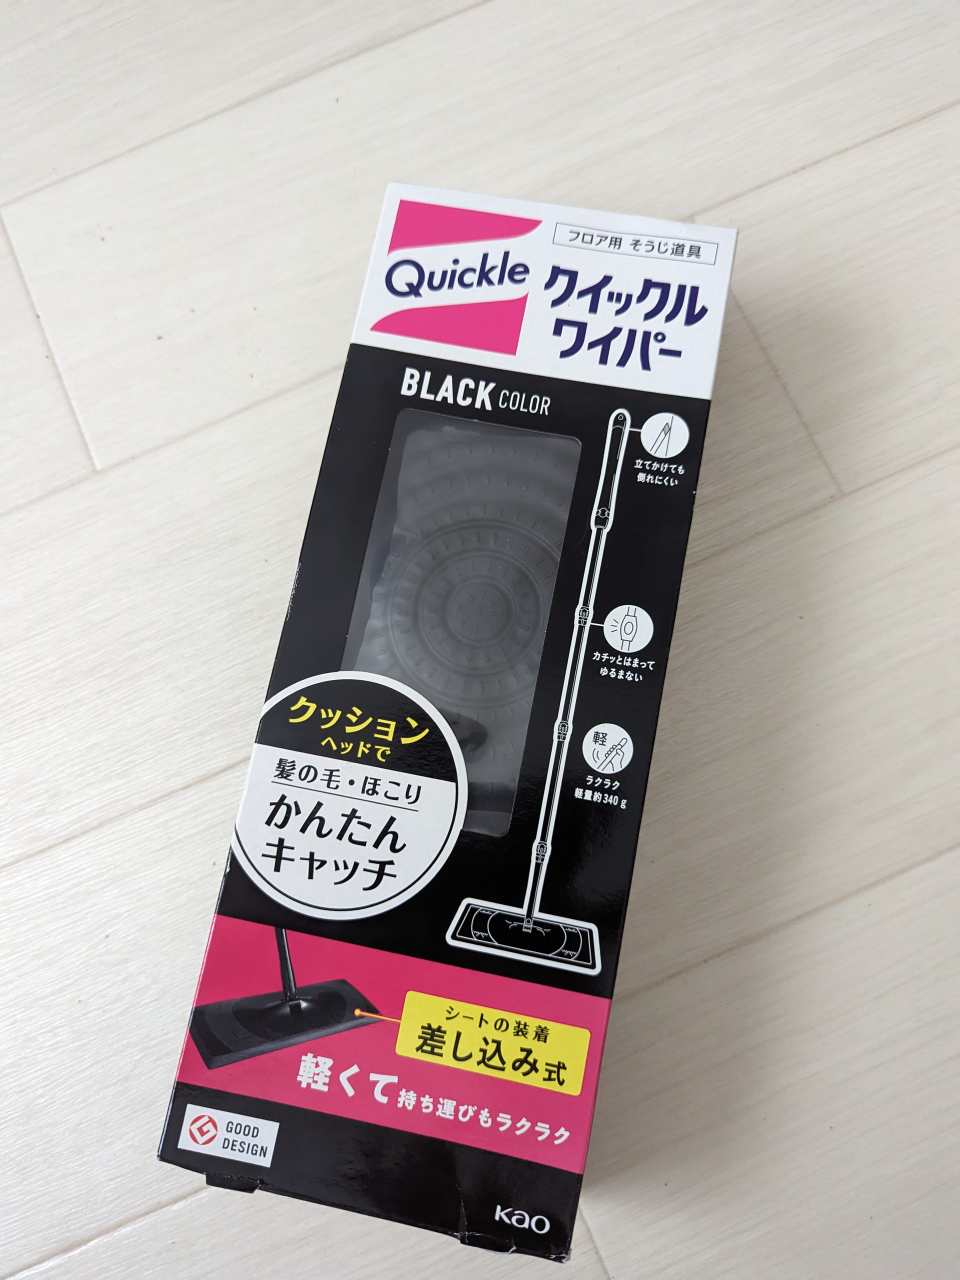 フロア用 そうじ道具
Quickle
クイックル
ワイパー
BLACK COLOR
立てかけても
倒れにくい
カチッとはまって
ゆるまない
軽
ラクラク
軽量約340g
クッション
ヘッドで
髪の毛・ほこり
かんたん
キャッチ
シートの装着
差し込み式
軽くて持ち運びもラクラク
GOOD
DESIGN
Kao